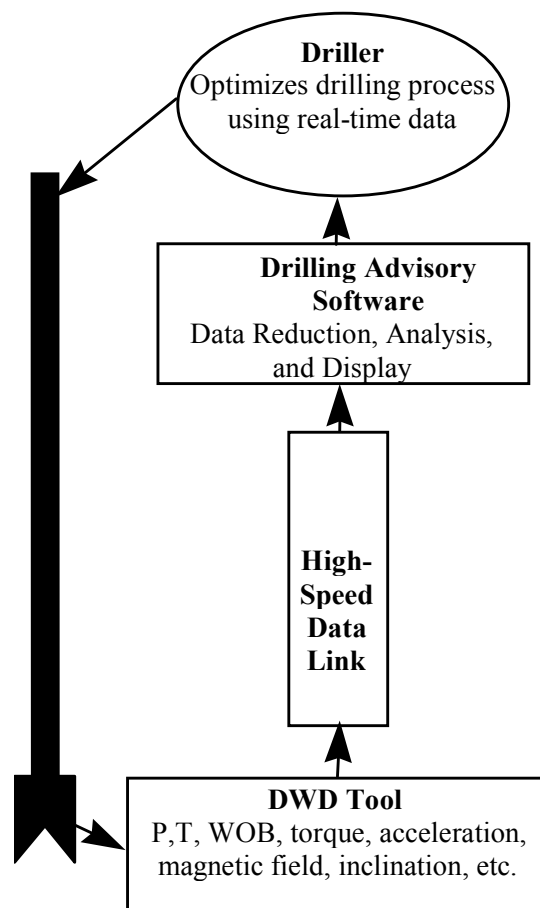 Driller
Optimizes drilling process
using real-time data
Drilling Advisory
Software
Data Reduction, Analysis,
and Display
High-
Speed
Data
Link
DWD Tool
P,T, WOB, torque, acceleration,
magnetic field, inclination, etc.